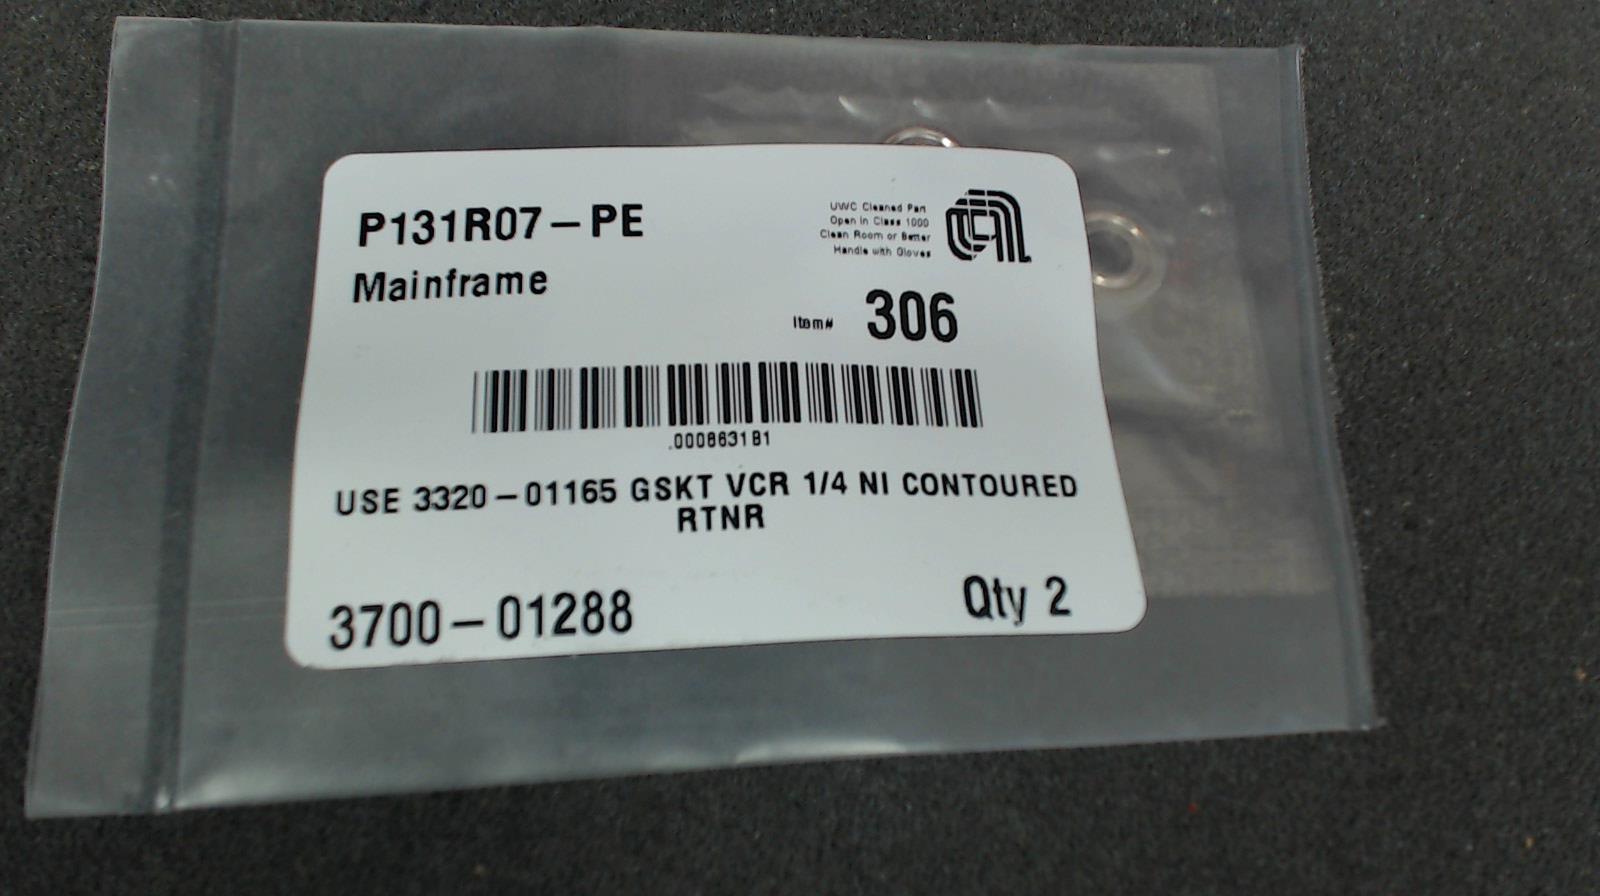 P131R07-PE
Mainframe
UWC Cleaned Part
Open in Class 1000
Clean Room or Better
Handle with Gloves
Item# 306
.0008631B1
USE 3320-01165 GSKT VCR 1/4 NI CONTOURED
RTNR
3700-01288
Qty 2